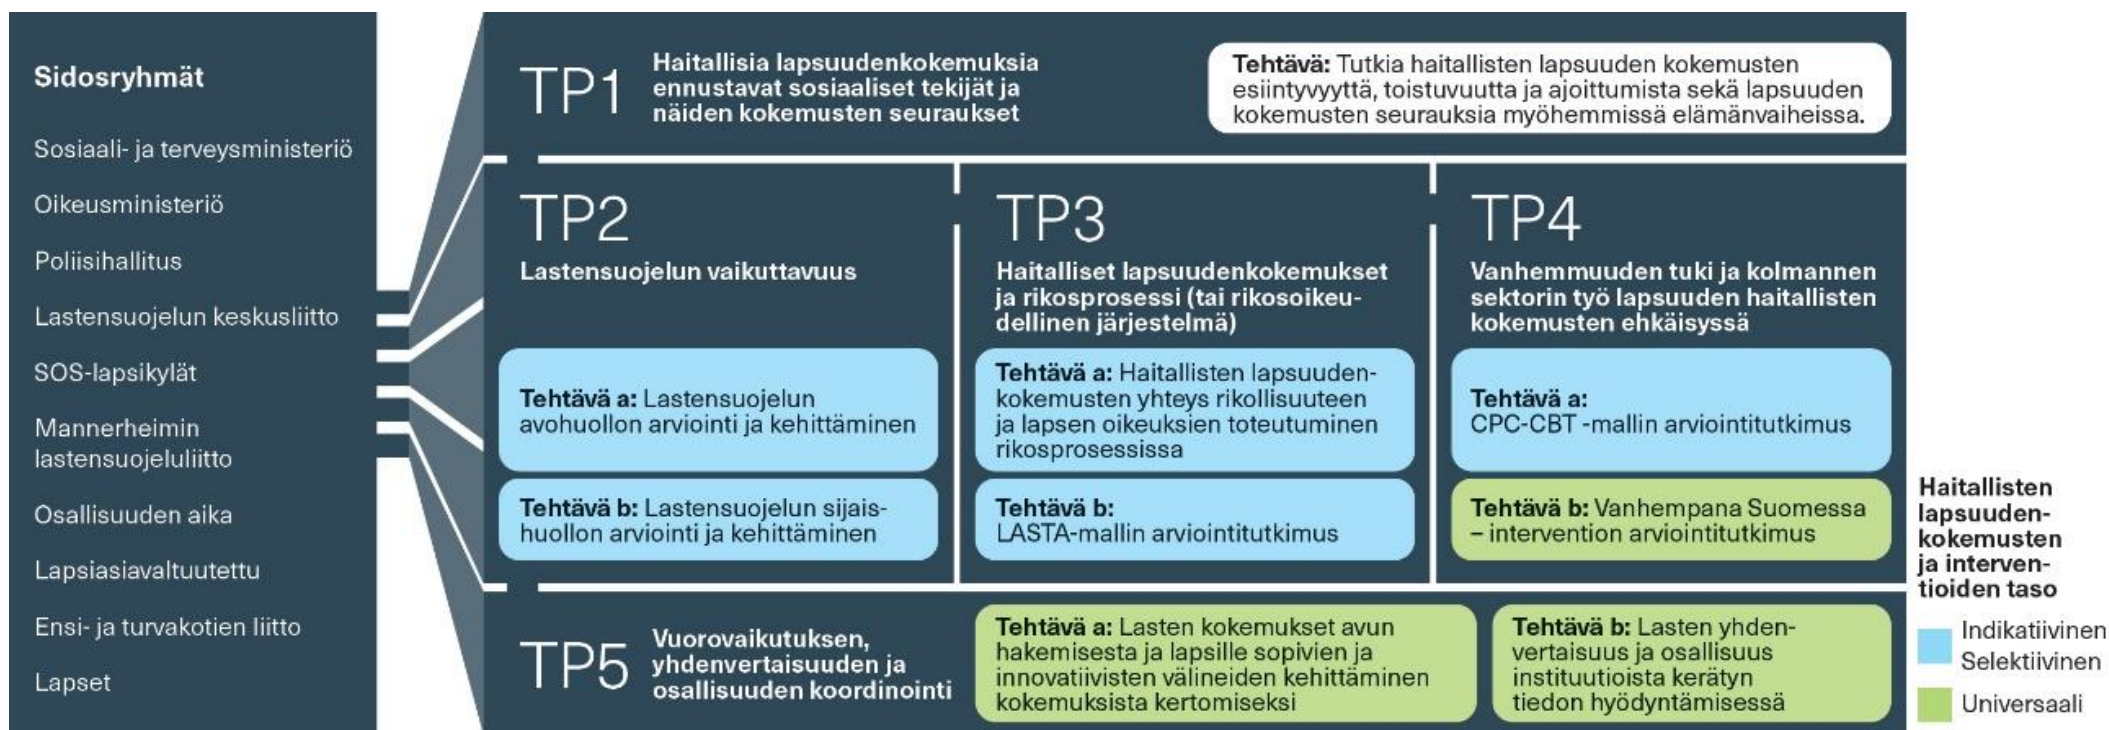 Sidosryhmät
Sosiaali- ja terveysministeriö
Oikeusministeriö
Poliisihallitus
Lastensuojelun keskusliitto
SOS-lapsikylät
Mannerheimin
lastensuojeluliitto
Osallisuuden aika
Lapsiasiavaltuutettu
Ensi- ja turvakotien liitto
Lapset
TP1
Haitallisia lapsuudenkokemuksia
ennustavat sosiaaliset tekijät ja
näiden kokemusten seuraukset
Tehtävä: Tutkia haitallisten lapsuuden kokemusten
esiintyvyyttä, toistuvuutta ja ajoittumista sekä lapsuuden
kokemusten seurauksia myöhemmissä elämänvaiheissa.
TP2
Lastensuojelun vaikuttavuus
Tehtävä a: Lastensuojelun
avohuollon arviointi ja kehittäminen
Tehtävä b: Lastensuojelun sijais-
huollon arviointi ja kehittäminen
TP3
Haitalliset lapsuudenkokemukset
ja rikosprosessi (tai rikosoikeu-
dellinen järjestelmä)
Tehtävä a: Haitallisten lapsuuden-
kokemusten yhteys rikollisuuteen
ja lapsen oikeuksien toteutuminen
rikosprosessissa
Tehtävä b:
LASTA-mallin arviointitutkimus
TP4
Vanhemmuuden tuki ja kolmannen
sektorin työ lapsuuden haitallisten
kokemusten ehkäisyssä
Tehtävä a:
CPC-CBT -mallin arviointitutkimus
Tehtävä b: Vanhempana Suomessa
– intervention arviointitutkimus
TP5
Vuorovaikutuksen,
yhdenvertaisuuden ja
osallisuuden koordinointi
Tehtävä a: Lasten kokemukset avun
hakemisesta ja lapsille sopivien ja
innovatiivisten välineiden kehittäminen
kokemuksista kertomiseksi
Tehtävä b: Lasten yhden-
vertaisuus ja osallisuus
instituutioista kerätyn
tiedon hyödyntämisessä
Haitallisten
lapsuuden-
kokemusten
ja interven-
tioiden taso
Indikatiivinen
Selektiivinen
Universaali